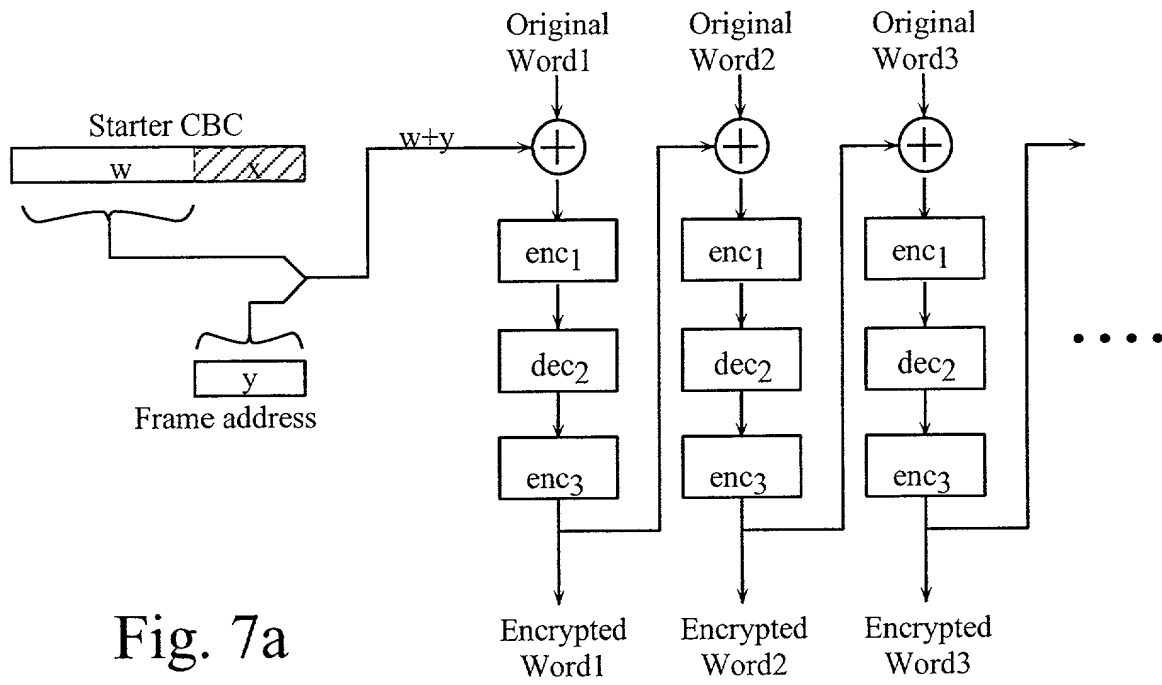 Original
Word1
Original
Word2
Original
Word3
Starter CBC
w
x
w+y
y
Frame address
enc1
enc1
enc1
dec2
dec2
dec2
enc3
enc3
enc3
Encrypted
Word1
Encrypted
Word2
Encrypted
Word3
Fig. 7a